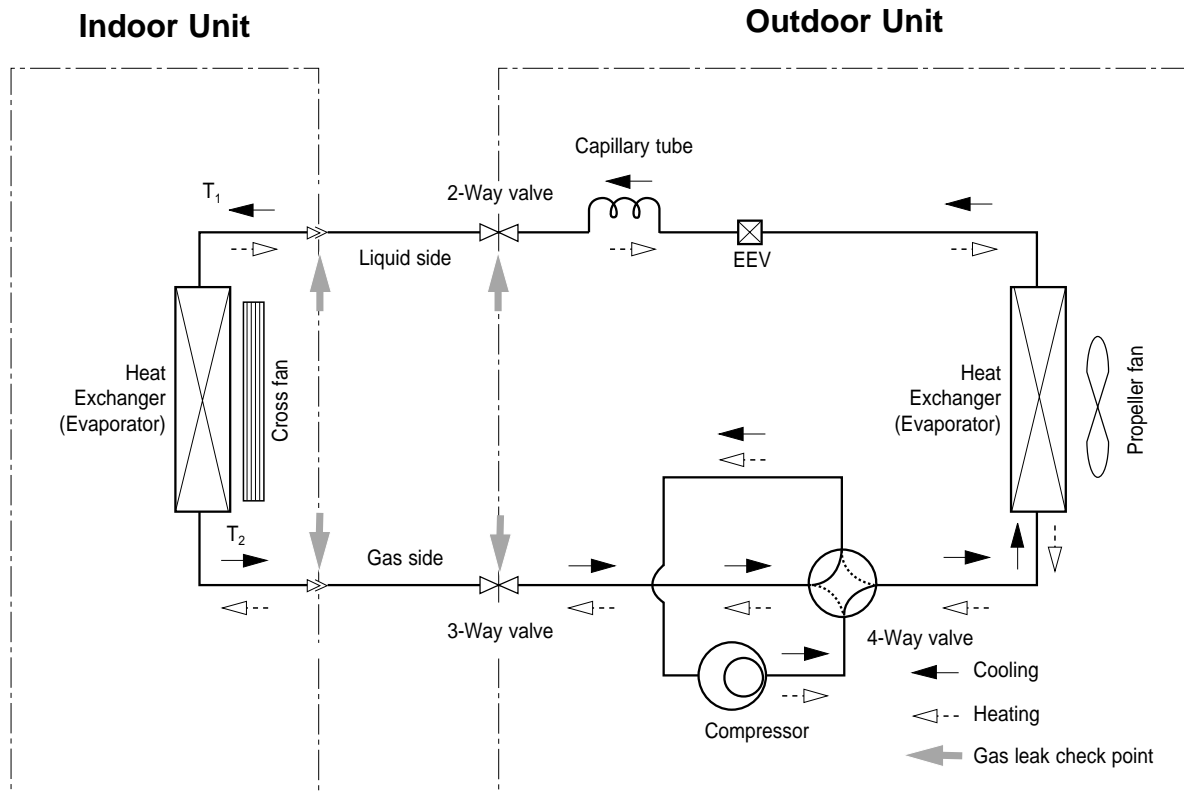 Indoor Unit
Outdoor Unit
Capillary tube
T1
2-Way valve
Liquid side
EEV
Heat
Exchanger
(Evaporator)
Cross fan
Heat
Exchanger
(Evaporator)
Propeller fan
T2
Gas side
3-Way valve
4-Way valve
Compressor
Cooling
Heating
Gas leak check point